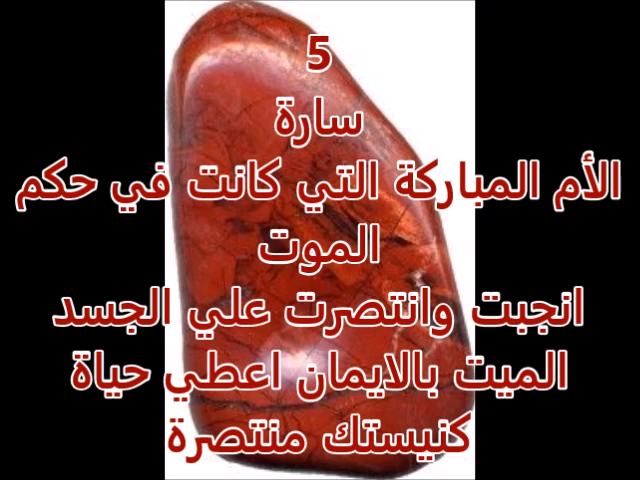 5
سارة
الأم المباركة التي كانت في حكم
الموت
انجبت وانتصرت علي الجسد
الميت بالايمان اعطي حياة
كنيستك منتصرة